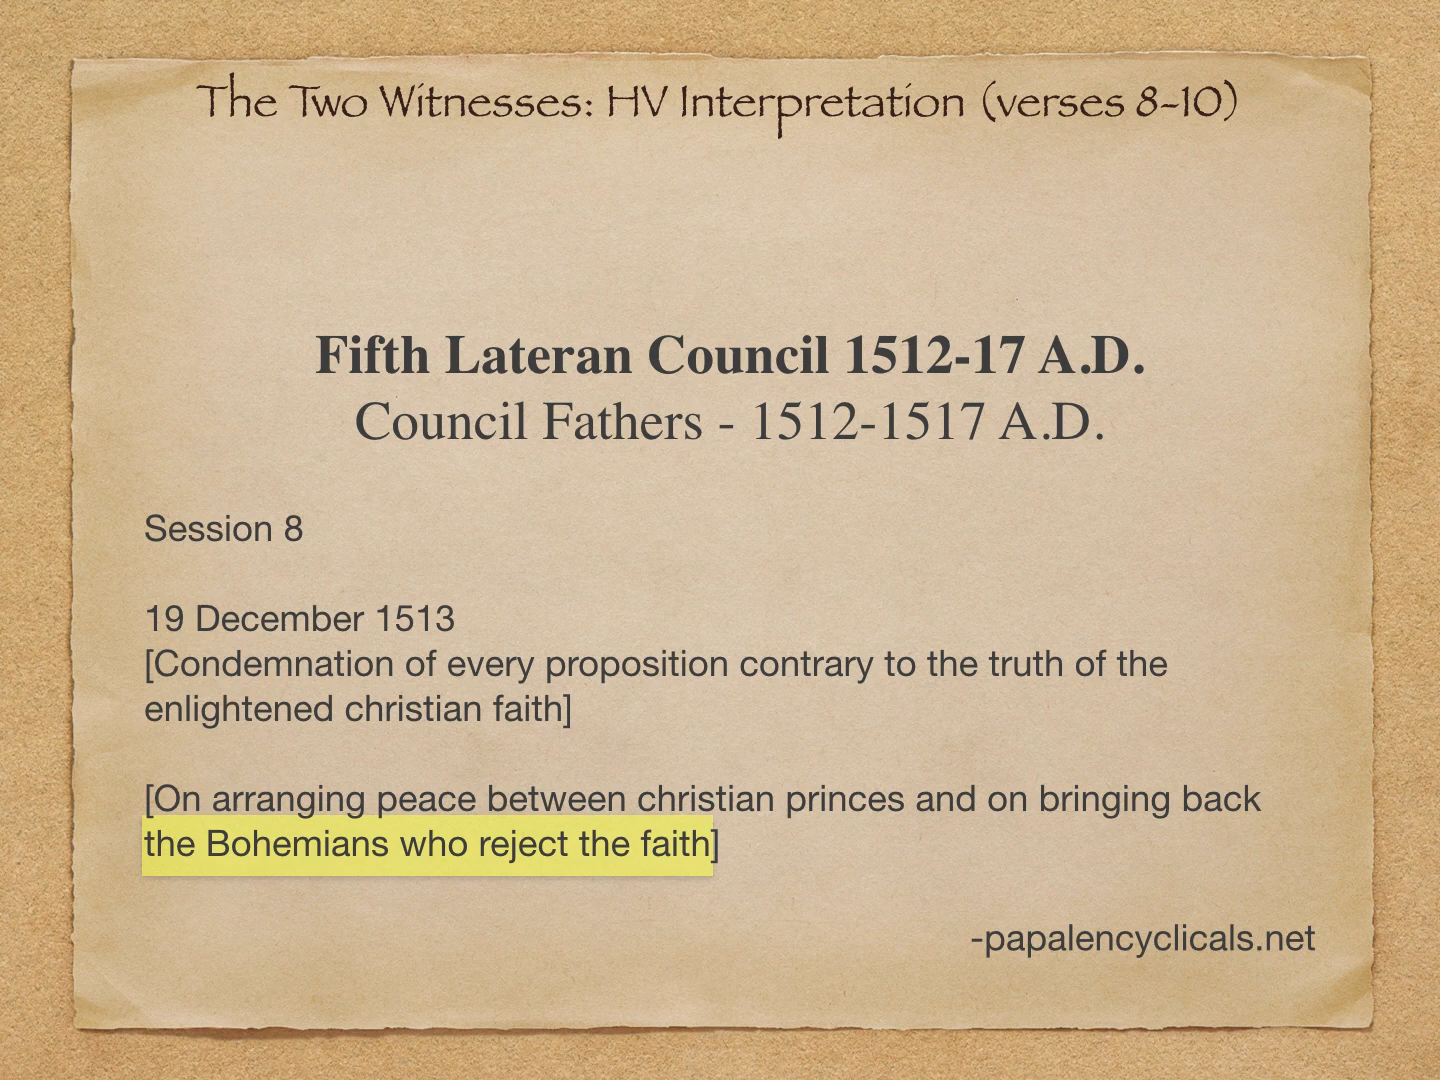 The Two Witnesses: HV Interpretation (verses 8-10)
Fifth Lateran Council 1512-17 A.D.
Council Fathers - 1512-1517 A.D.
Session 8
19 December 1513
[Condemnation of every proposition contrary to the truth of the
enlightened christian faith]
[On arranging peace between christian princes and on bringing back
the Bohemians who reject the faith]
-papalencyclicals.net